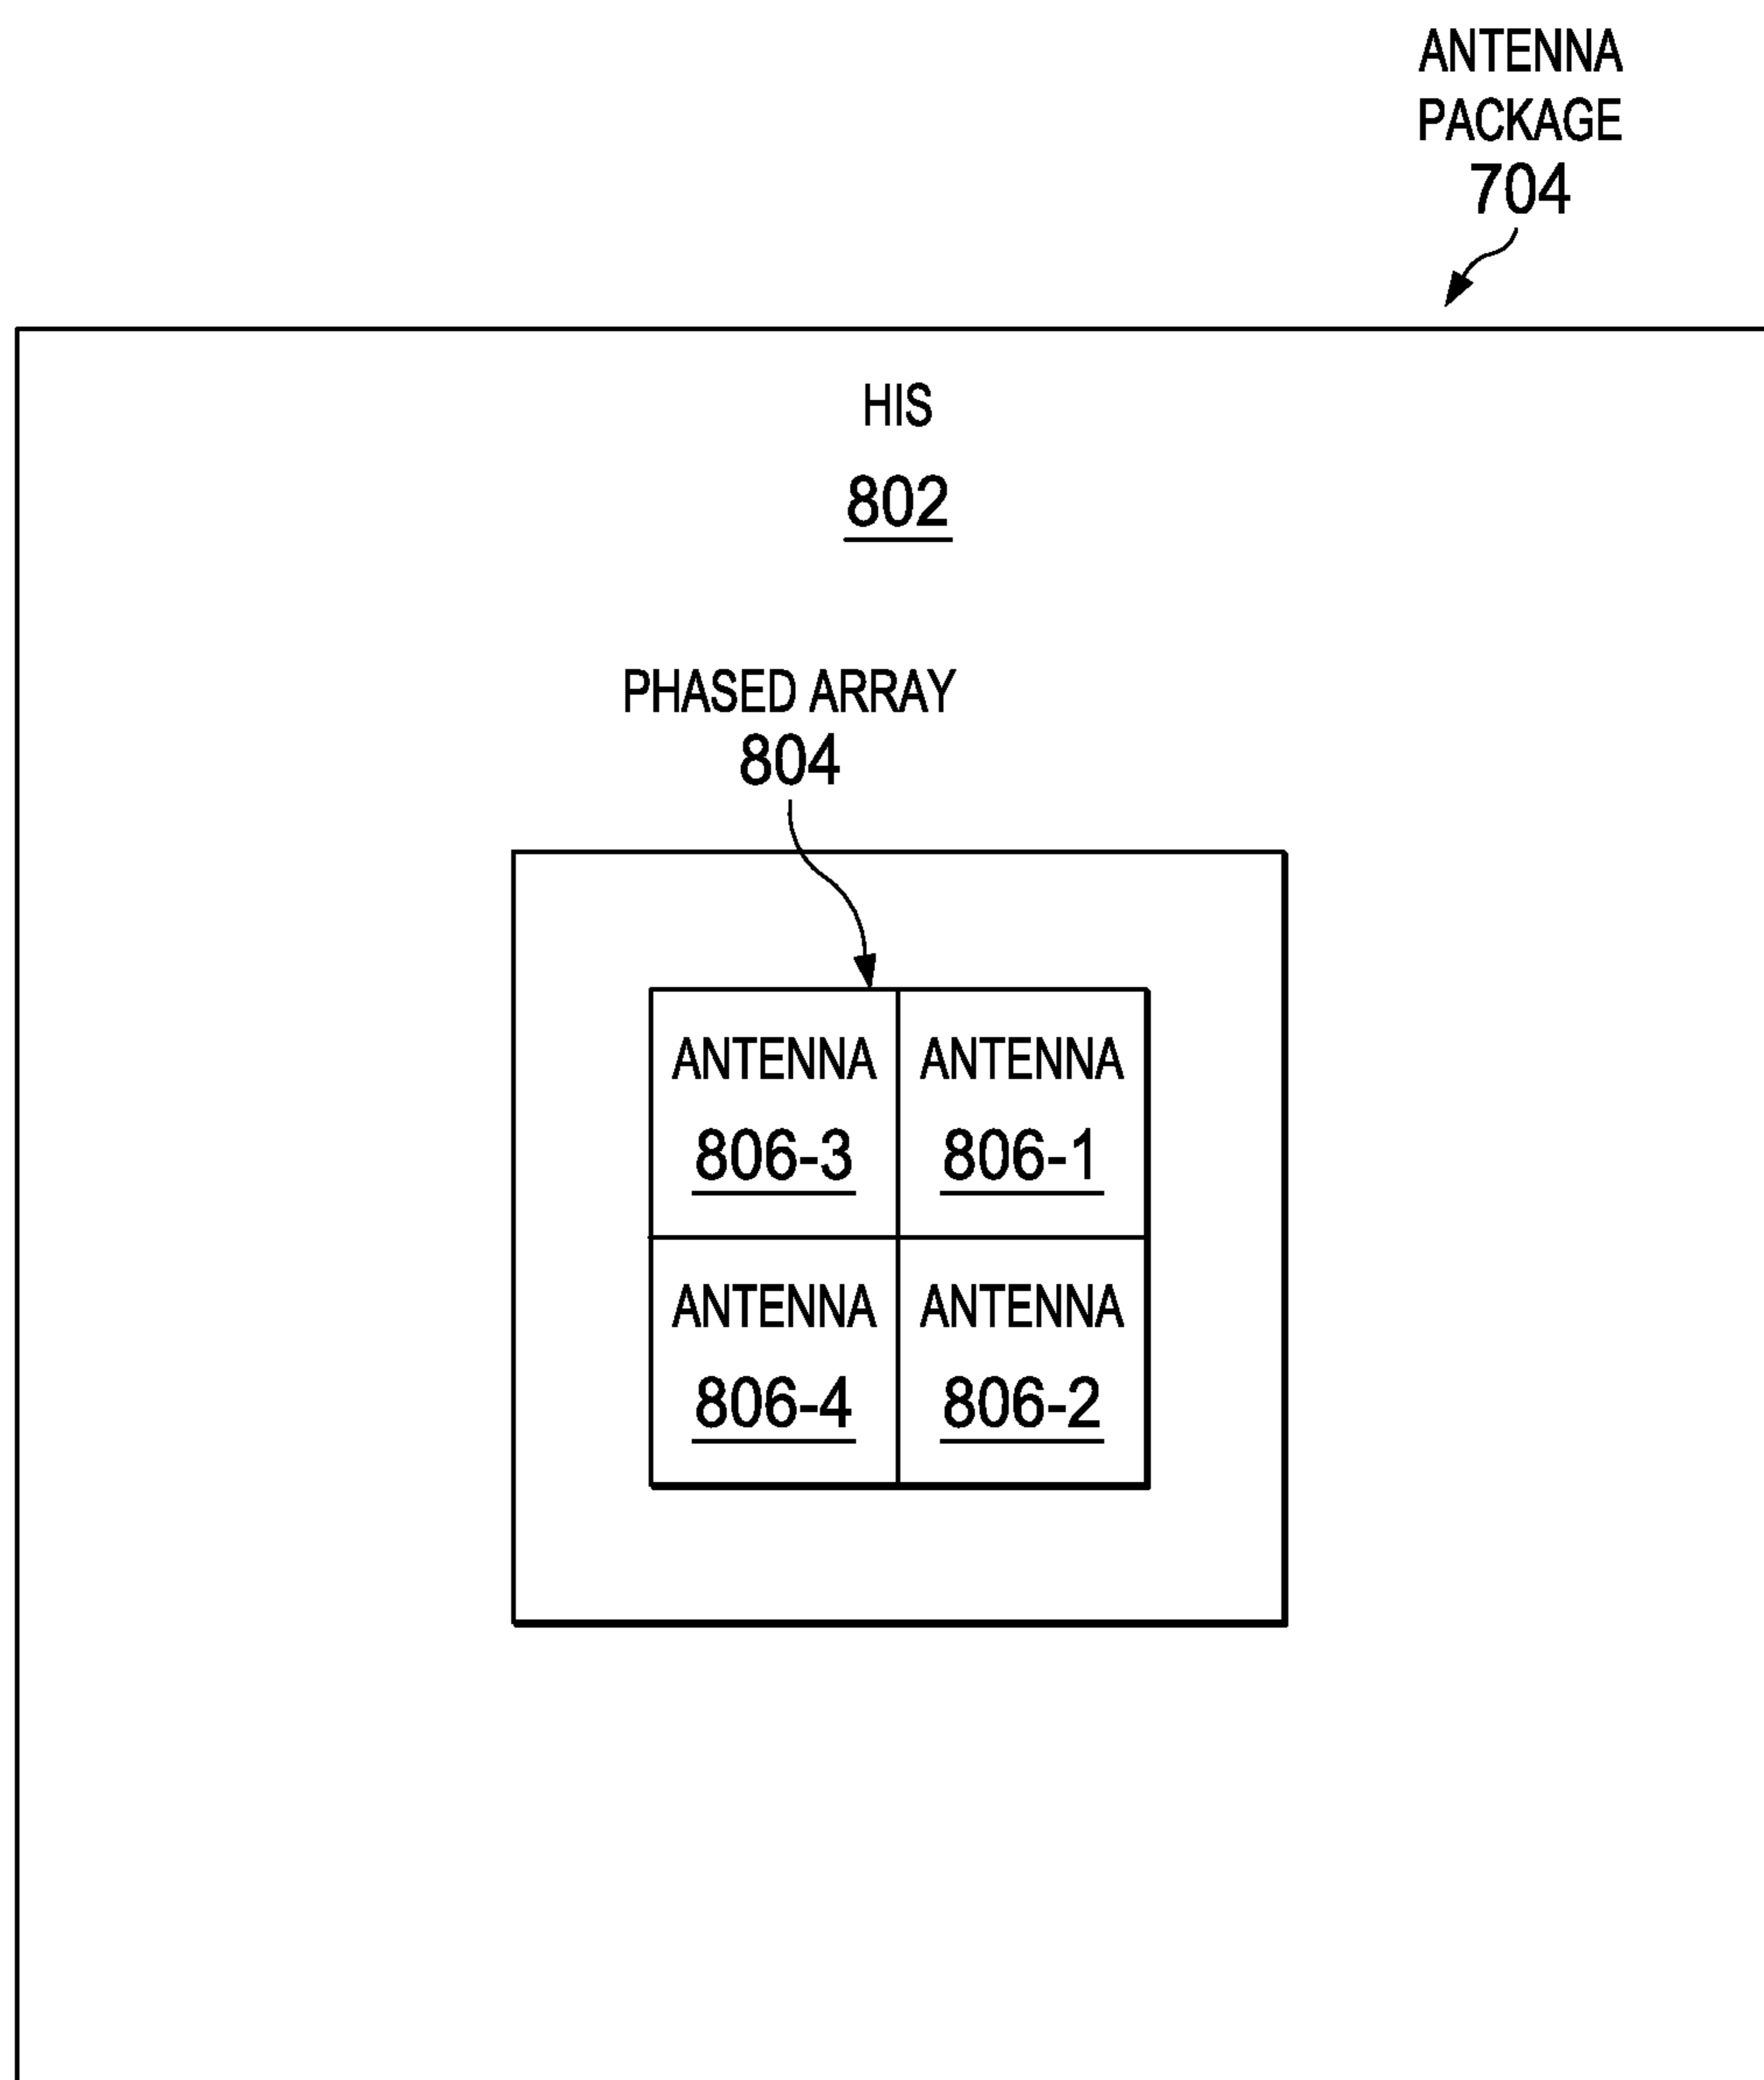 ANTENNA
PACKAGE
704
HIS
802
PHASED ARRAY
804
ANTENNA ANTENNA
806-3 806-1
ANTENNA ANTENNA
806-4 806-2